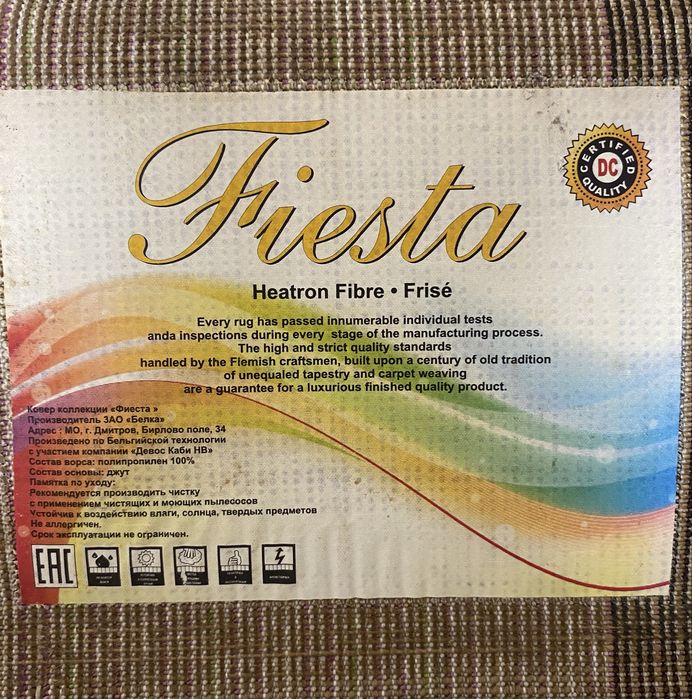 Fiesta
CERTIFIED
DC
QUALITY
Heatron Fibre • Frisé
Every rug has passed innumerable individual tests
anda inspections during every stage of the manufacturing process.
The high and strict quality standards
handled by the Flemish craftsmen, built upon a century of old tradition
of unequaled tapestry and carpet weaving
are a guarantee for a luxurious finished quality product.
Ковер коллекции «Фиеста »
Производитель ЗАО «Белка»
Адрес : МО, г. Дмитров, Бирлово поле, 34
Произведено по Бельгийской технологии
с участием компании «Девос Каби НВ»
Состав ворса: полипропилен 100%
Состав основы: джут
Памятка по уходу:
Рекомендуется производить чистку
с применением чистящих и моющих пылесосов
Устойчив к воздействию влаги, солнца, твердых предметов
Не аллергичен.
Срок эксплуатации не ограничен.
EAC